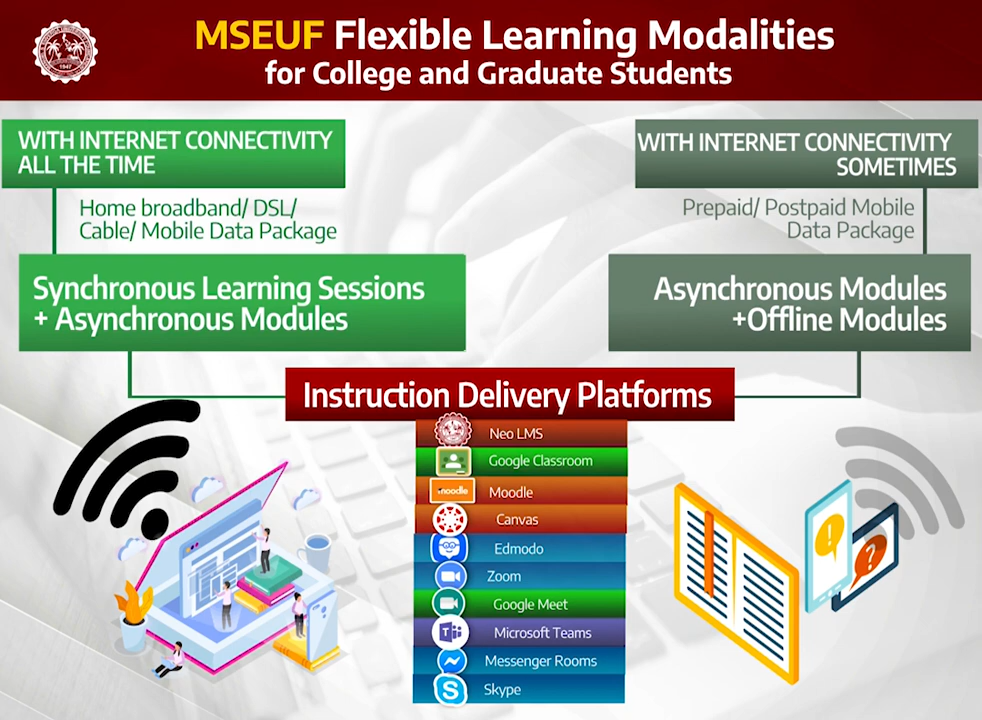 MSEUF Flexible Learning Modalities
for College and Graduate Students
1947
WITH INTERNET CONNECTIVITY
ALL THE TIME
Home broadband/ DSL/
Cable/ Mobile Data Package
Synchronous Learning Sessions
+ Asynchronous Modules
WITH INTERNET CONNECTIVITY
SOMETIMES
Prepaid/ Postpaid Mobile
Data Package
Asynchronous Modules
+Offline Modules
Instruction Delivery Platforms
Neo LMS
Google Classroom
moodle
Moodle
Canvas
Edmodo
Zoom
Google Meet
Microsoft Teams
Messenger Rooms
Skype